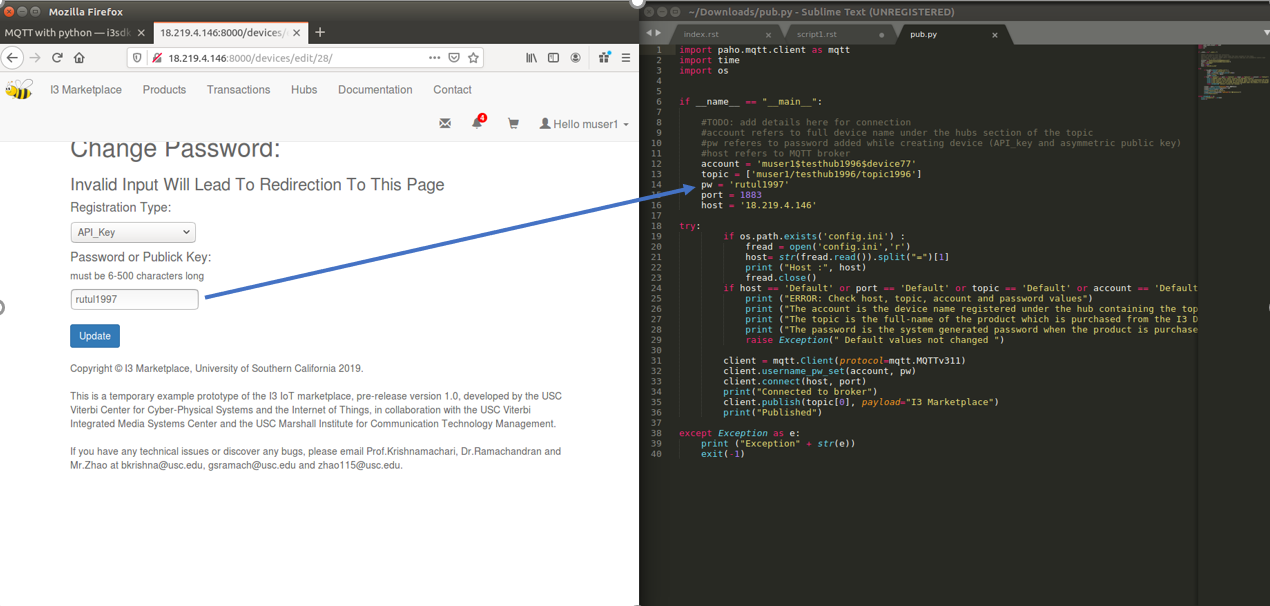 Mozilla Firefox
MQTT with python — i3sdk
18.219.4.146:8000/devices/
18.219.4.146:8000/devices/edit/28/
I3 Marketplace Products Transactions Hubs Documentation Contact
4
Hello muser1
Change Password:
Invalid Input Will Lead To Redirection To This Page
Registration Type:
API_Key
Password or Publick Key:
must be 6-500 characters long
rutul1997
Update
Copyright © I3 Marketplace, University of Southern California 2019.
This is a temporary example prototype of the I3 IoT marketplace, pre-release version 1.0, developed by the USC
Viterbi Center for Cyber-Physical Systems and the Internet of Things, in collaboration with the USC Viterbi
Integrated Media Systems Center and the USC Marshall Institute for Communication Technology Management.
If you have any technical issues or discover any bugs, please email Prof.Krishnamachari, Dr.Ramachandran and
Mr.Zhao at bkrishna@usc.edu, gsramach@usc.edu and zhao115@usc.edu.
~/Downloads/pub.py - Sublime Text (UNREGISTERED)
index.rst script1.rst pub.py
1 import paho.mqtt.client as mqtt
2 import time
3 import os
4
5
6 if __name__ == "__main__":
7
8 #TODO: add details here for connection
9 #account refers to full device name under the hubs section of the topic
10 #pw referes to password added while creating device (API_key and asymmetric public key)
11 #host refers to MQTT broker
12 account = 'muser1$testhub1996$device77'
13 topic = ['muser1/testhub1996/topic1996']
14 pw = 'rutul1997'
15 port = 1883
16 host = '18.219.4.146'
17
18 try:
19 if os.path.exists('config.ini') :
20 fread = open('config.ini','r')
21 host= str(fread.read()).split("=")[1]
22 print ("Host :", host)
23 fread.close()
24 if host == 'Default' or port == 'Default' or topic == 'Default' or account == 'Default
25 print ("ERROR: Check host, topic, account and password values")
26 print ("The account is the device name registered under the hub containing the top
27 print ("The topic is the full-name of the product which is purchased from the I3 D
28 print ("The password is the system generated password when the product is purchase
29 raise Exception(" Default values not changed ")
30
31 client = mqtt.Client(protocol=mqtt.MQTTv311)
32 client.username_pw_set(account, pw)
33 client.connect(host, port)
34 print("Connected to broker")
35 client.publish(topic[0], payload="I3 Marketplace")
36 print("Published")
37
38 except Exception as e:
39 print ("Exception" + str(e))
40 exit(-1)